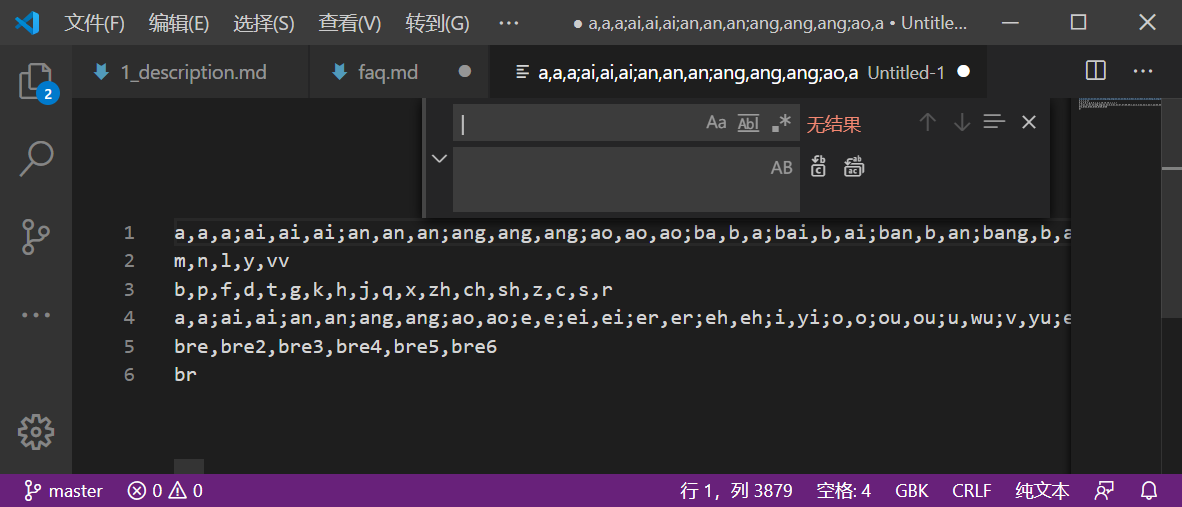 文件(F) 编辑(E) 选择(S) 查看(V) 转到(G) ··· ● a,a,a;ai,ai,ai;an,an,an;ang,ang,ang;ao,a • Untitle...
2 1_description.md faq.md ● a,a,a;ai,ai,ai;an,an,an;ang,ang,ang;ao,a Untitled-1 ●
Aa Abl .* 无结果
AB
1 a,a,a;ai,ai,ai;an,an,an;ang,ang,ang;ao,ao,ao;ba,b,a;bai,b,ai;ban,b,an;bang,b,a
2 m,n,l,y,vv
3 b,p,f,d,t,g,k,h,j,q,x,zh,ch,sh,z,c,s,r
4 a,a;ai,ai;an,an;ang,ang;ao,ao;e,e;ei,ei;er,er;eh,eh;i,yi;o,o;ou,ou;u,wu;v,yu;e
5 bre,bre2,bre3,bre4,bre5,bre6
6 br
master 0 0 行 1，列 3879 空格: 4 GBK CRLF 纯文本